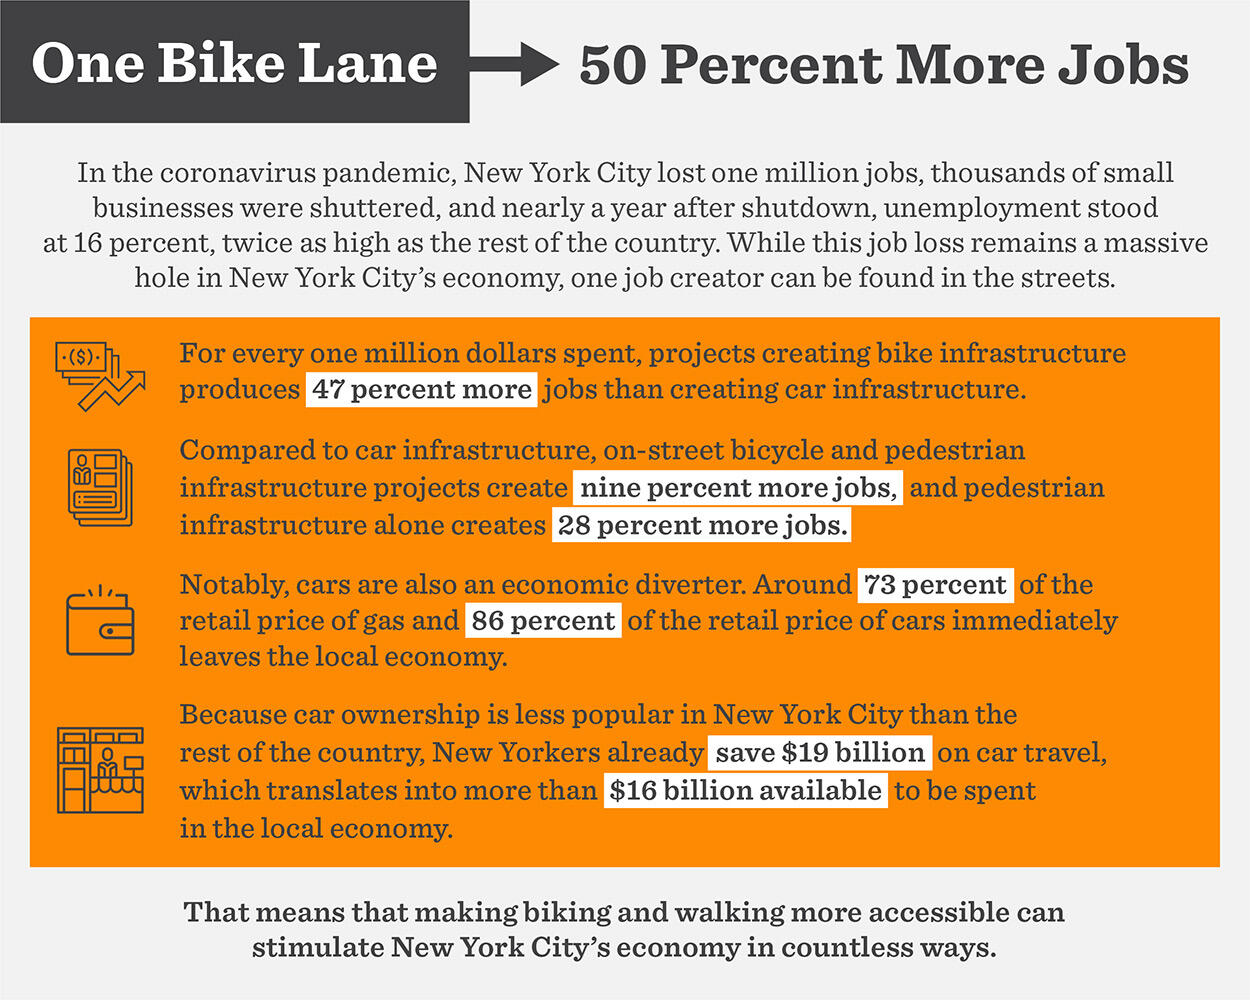 One Bike Lane
50 Percent More Jobs
In the coronavirus pandemic, New York City lost one million jobs, thousands of small
businesses were shuttered, and nearly a year after shutdown, unemployment stood
at 16 percent, twice as high as the rest of the country. While this job loss remains a massive
hole in New York City's economy, one job creator can be found in the streets.
($)
For every one million dollars spent, projects creating bike infrastructure
produces 47 percent more jobs than creating car infrastructure.
Compared to car infrastructure, on-street bicycle and pedestrian
infrastructure projects create nine percent more jobs, and pedestrian
infrastructure alone creates 28 percent more jobs.
Notably, cars are also an economic diverter. Around 73 percent of the
retail price of gas and 86 percent of the retail price of cars immediately
leaves the local economy.
Because car ownership is less popular in New York City than the
rest of the country, New Yorkers already save $19 billion on car travel,
which translates into more than $16 billion available to be spent
in the local economy.
That means that making biking and walking more accessible can
stimulate New York City's economy in countless ways.